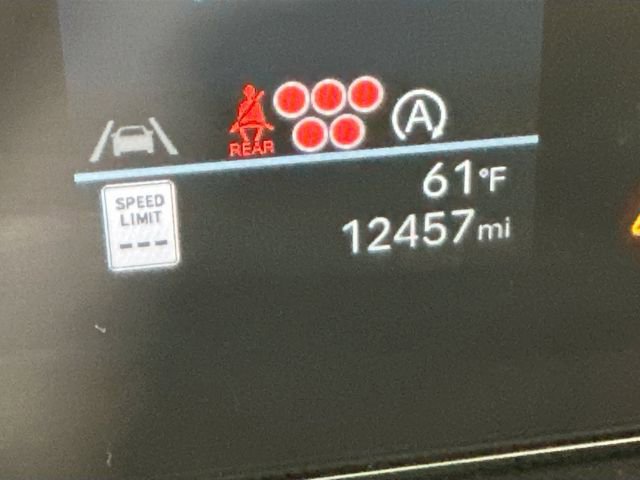 REAR
A
SPEED
LIMIT
---
61°F
12457mi